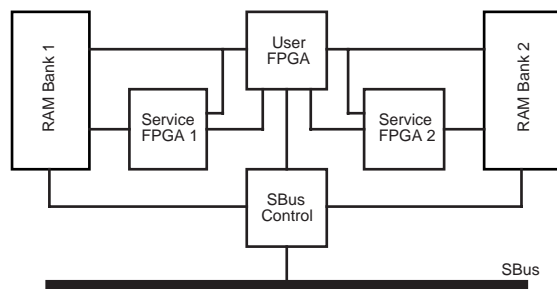 RAM Bank 1
User
FPGA
RAM Bank 2
Service
FPGA 1
Service
FPGA 2
SBus
Control
SBus